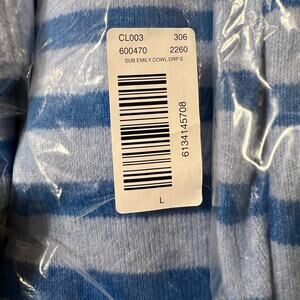 CL003 306
600470 2260
SUB EMILY COWL DRP S
6134145708
L